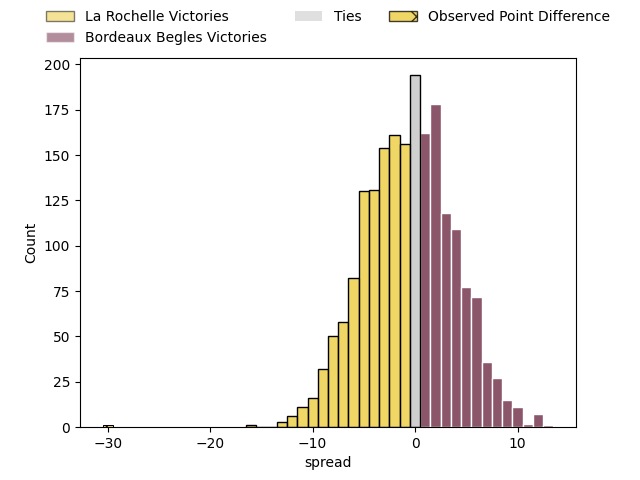 La Rochelle Victories
Bordeaux Begles Victories
Ties
Observed Point Difference
200
175
150
125
100
75
50
25
0
Count
−30
−20
−10
0
10
spread